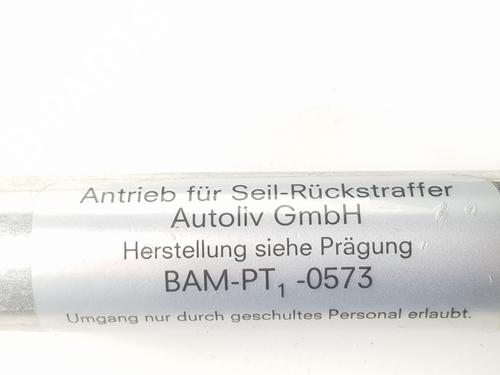 Antrieb für Seil-Rückstraffer
Autoliv GmbH
Herstellung siehe Prägung
BAM-PT₁ -0573
Umgang nur durch geschultes Personal erlaubt.